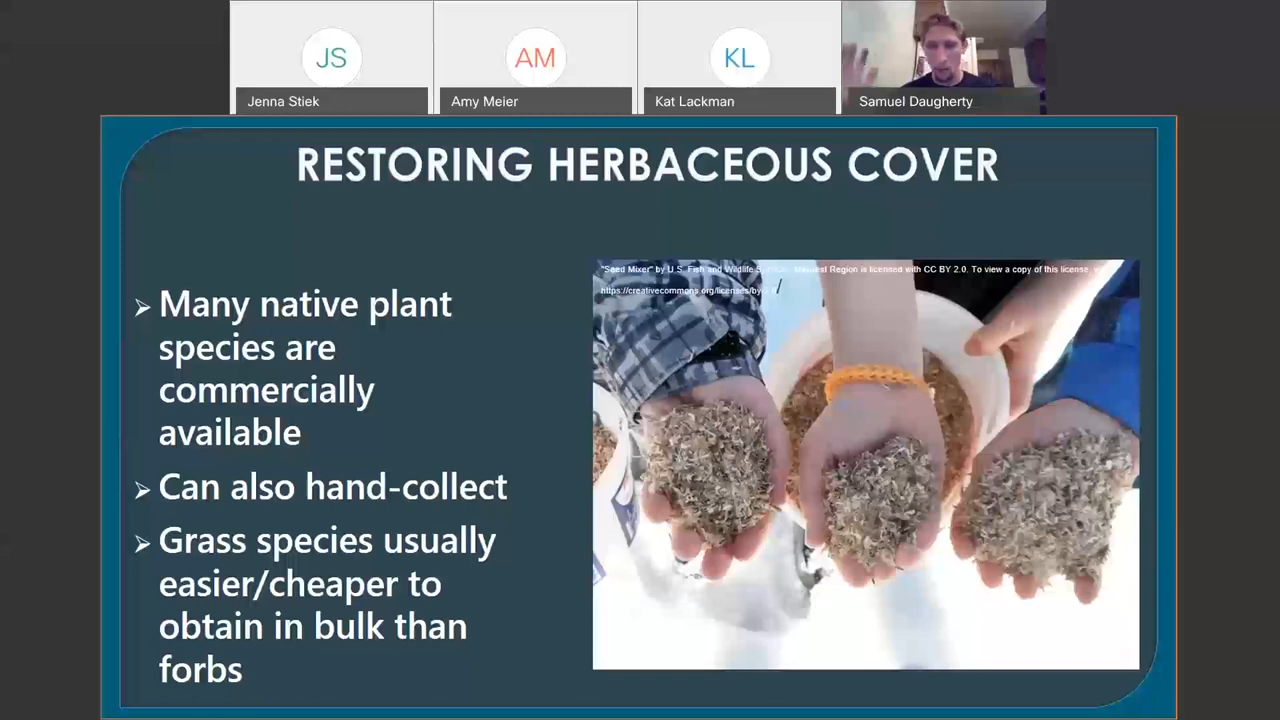 JS
AM
KL
Jenna Stiek
Amy Meier
Kat Lackman
Samuel Daugherty
RESTORING HERBACEOUS COVER
"Seed Mixer" by U.S. Fish and Wildlife Region is licensed with CC BY 2.0. To view a copy of this license,
https://creativecommons.org/licenses/by
Many native plant
species are
commercially
available
Can also hand-collect
Grass species usually
easier/cheaper to
obtain in bulk than
forbs